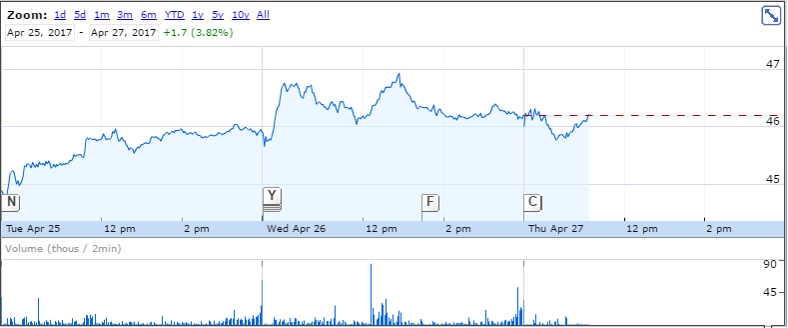 Zoom: 1d 5d 1m 3m 6m YTD 1y 5y 10y All
Apr 25, 2017 - Apr 27, 2017 +1.7 (3.82%)
47
46
45
N Y F C
Tue Apr 25 12 pm 2 pm Wed Apr 26 12 pm 2 pm Thu Apr 27 12 pm 2 pm
Volume (thous / 2min)
90
45